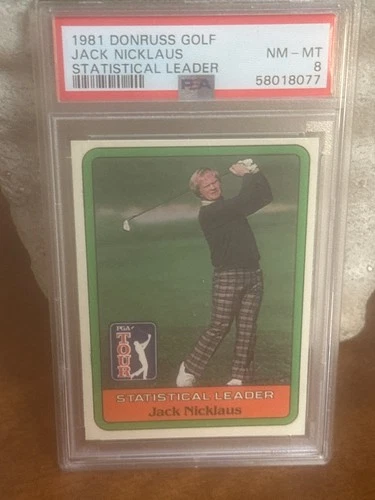 1981 DONRUSS GOLF
JACK NICKLAUS NM-MT
STATISTICAL LEADER 8
58018077
PSA
PGA
TOUR
STATISTICAL LEADER
Jack Nicklaus